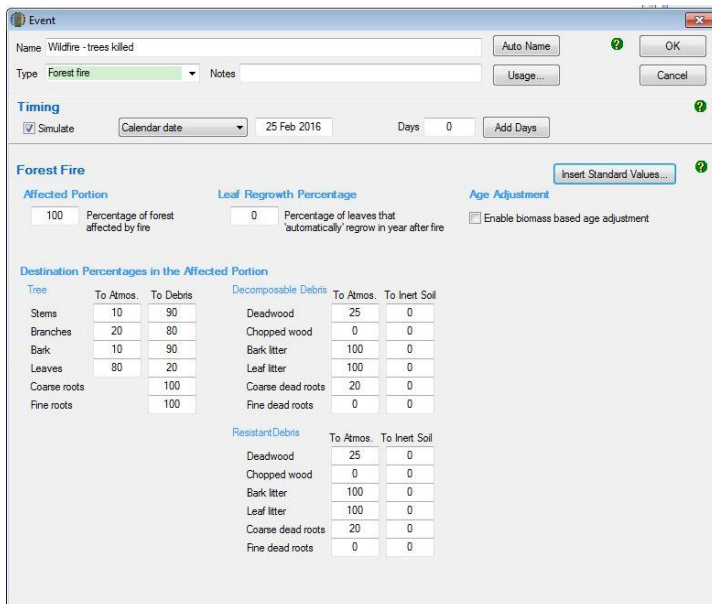 Event
Name Wildfire - trees killed Auto Name OK
Type Forest fire Notes Usage... Cancel
Timing
Simulate Calendar date 25 Feb 2016 Days 0 Add Days
Forest Fire Insert Standard Values...
Affected Portion Leaf Regrowth Percentage Age Adjustment
100 Percentage of forest affected by fire
0 Percentage of leaves that 'automatically' regrow in year after fire
Enable biomass based age adjustment
Destination Percentages in the Affected Portion
Tree To Atmos. To Debris
Stems 10 90
Branches 20 80
Bark 10 90
Leaves 80 20
Coarse roots 100
Fine roots 100
Decomposable Debris To Atmos. To Inert Soil
Deadwood 25 0
Chopped wood 0 0
Bark litter 100 0
Leaf litter 100 0
Coarse dead roots 20 0
Fine dead roots 0 0
ResistantDebris To Atmos. To Inert Soil
Deadwood 25 0
Chopped wood 0 0
Bark litter 100 0
Leaf litter 100 0
Coarse dead roots 20 0
Fine dead roots 0 0